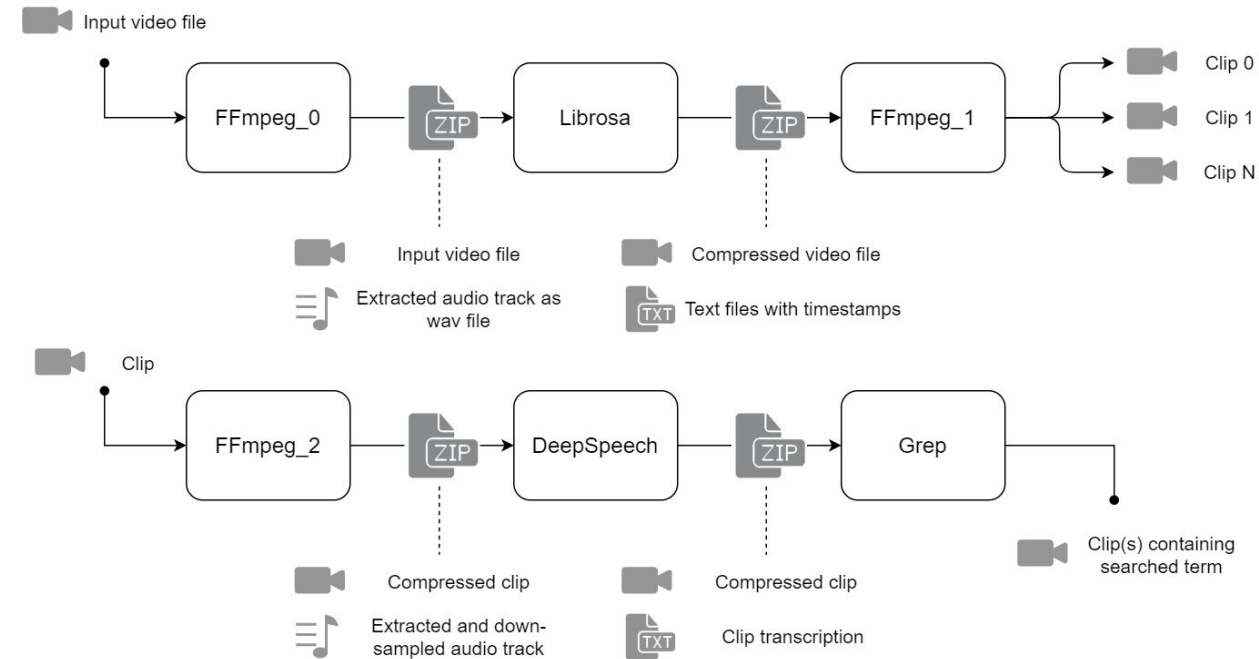 Input video file
FFmpeg_0
ZIP
Librosa
ZIP
FFmpeg_1
Clip 0
Clip 1
Clip N
Input video file
Extracted audio track as
wav file
Compressed video file
TXT
Text files with timestamps
Clip
FFmpeg_2
ZIP
DeepSpeech
ZIP
Grep
Clip(s) containing
searched term
Compressed clip
Extracted and down-
sampled audio track
Compressed clip
TXT
Clip transcription